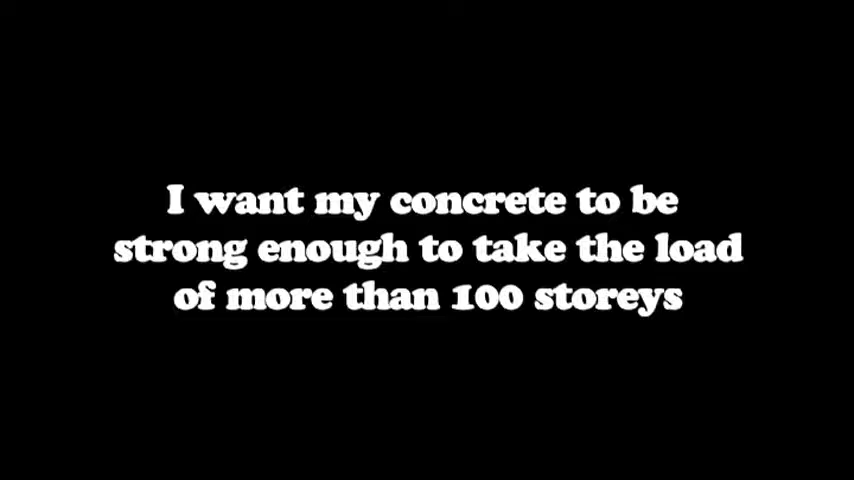 I want my concrete to be
strong enough to take the load
of more than 100 storeys